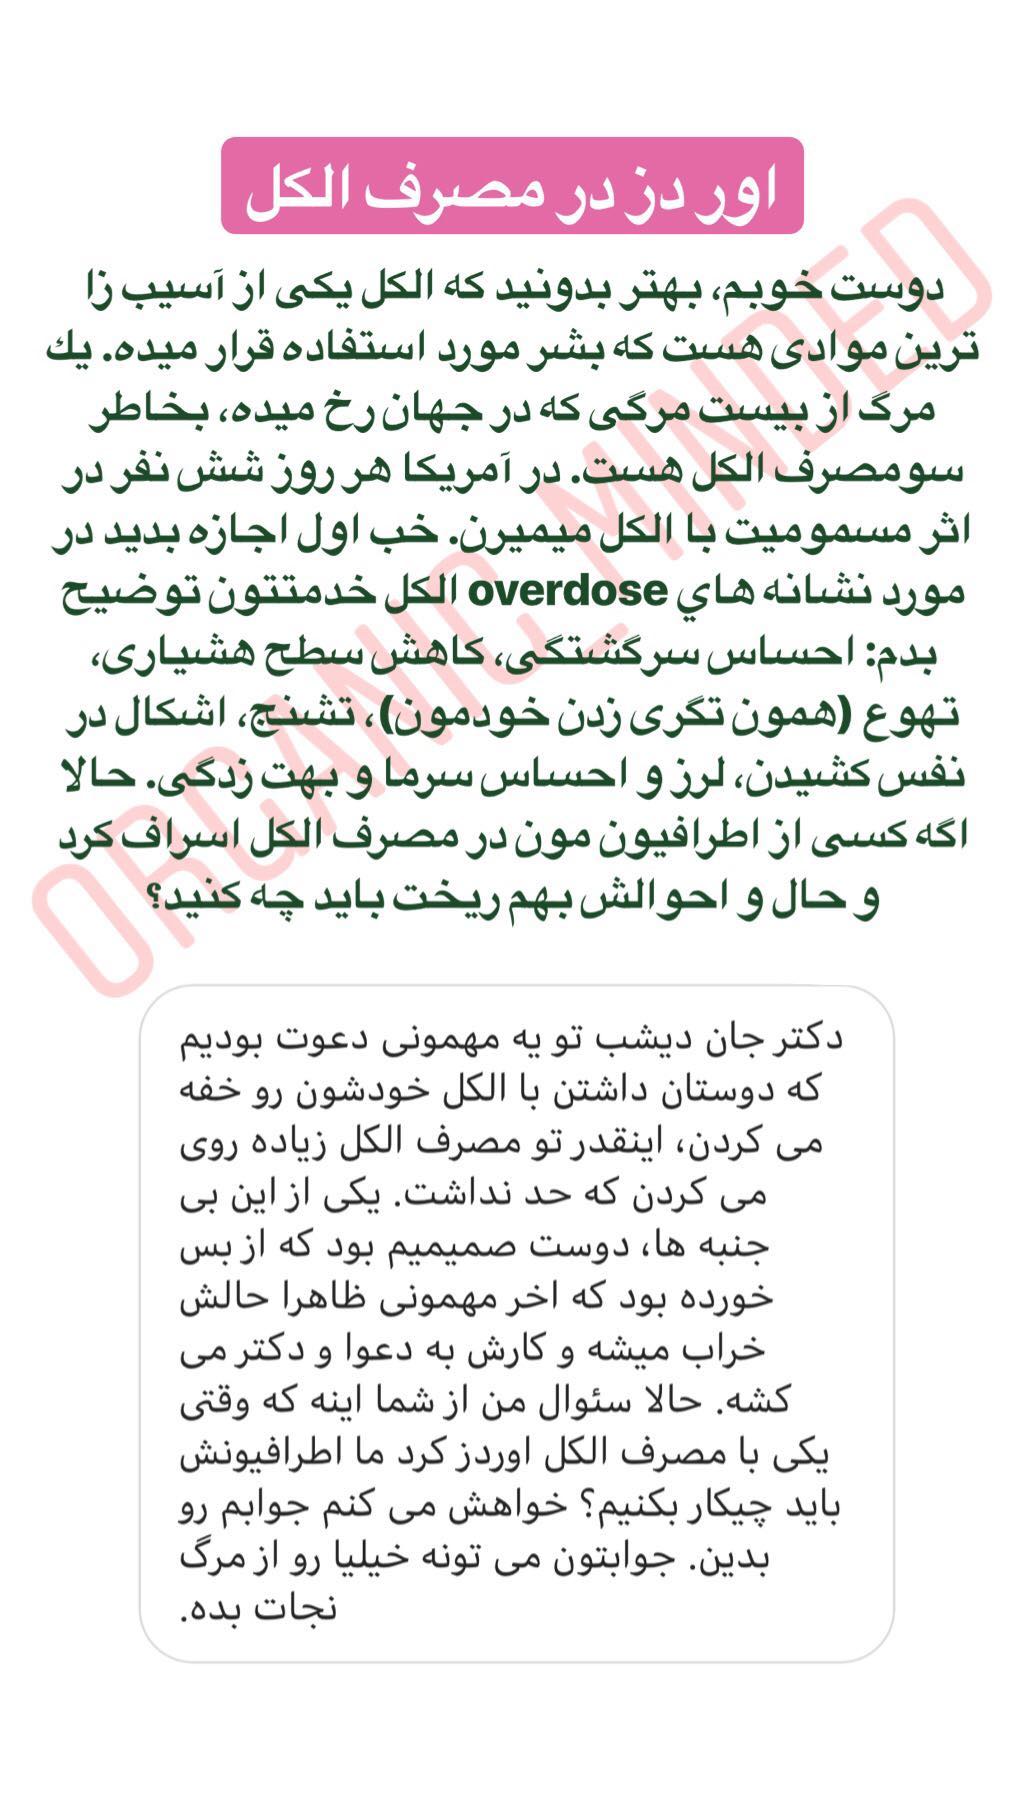 اور دز در مصرف الکل
دوست خوبم، بهتر بدونید که الکل یکی از آسیب زا
ترین موادی هست که بشر مورد استفاده قرار میده. یك
مرگ از بیست مرگی که در جهان رخ میده، بخاطر
سومصرف الکل هست. در آمریکا هر روز شش نفر در
اثر مسمومیت با الکل میمیرن. خب اول اجازه بدید در
مورد نشانه هاي overdose الکل خدمتتون توضیح
بدم: احساس سرگشتگی، کاهش سطح هشیاری،
تهوع (همون تگری زدن خودمون)، تشنج، اشکال در
نفس کشیدن، لرز و احساس سرما و بهت زدگی. حالا
اگه کسی از اطرافیون مون در مصرف الکل اسراف کرد
و حال و احوالش بهم ریخت باید چه کنید؟
ORGANIC_MINDED
دکتر جان دیشب تو یه مهمونی دعوت بودیم
که دوستان داشتن با الکل خودشون رو خفه
می کردن، اینقدر تو مصرف الکل زیاده روی
می کردن که حد نداشت. یکی از این بی
جنبه ها، دوست صمیمیم بود که از بس
خورده بود که اخر مهمونی ظاهرا حالش
خراب میشه و کارش به دعوا و دکتر می
کشه. حالا سئوال من از شما اینه که وقتی
یکی با مصرف الکل اوردز کرد ما اطرافیونش
باید چیکار بکنیم؟ خواهش می کنم جوابم رو
بدین. جوابتون می تونه خیلیا رو از مرگ
نجات بده.